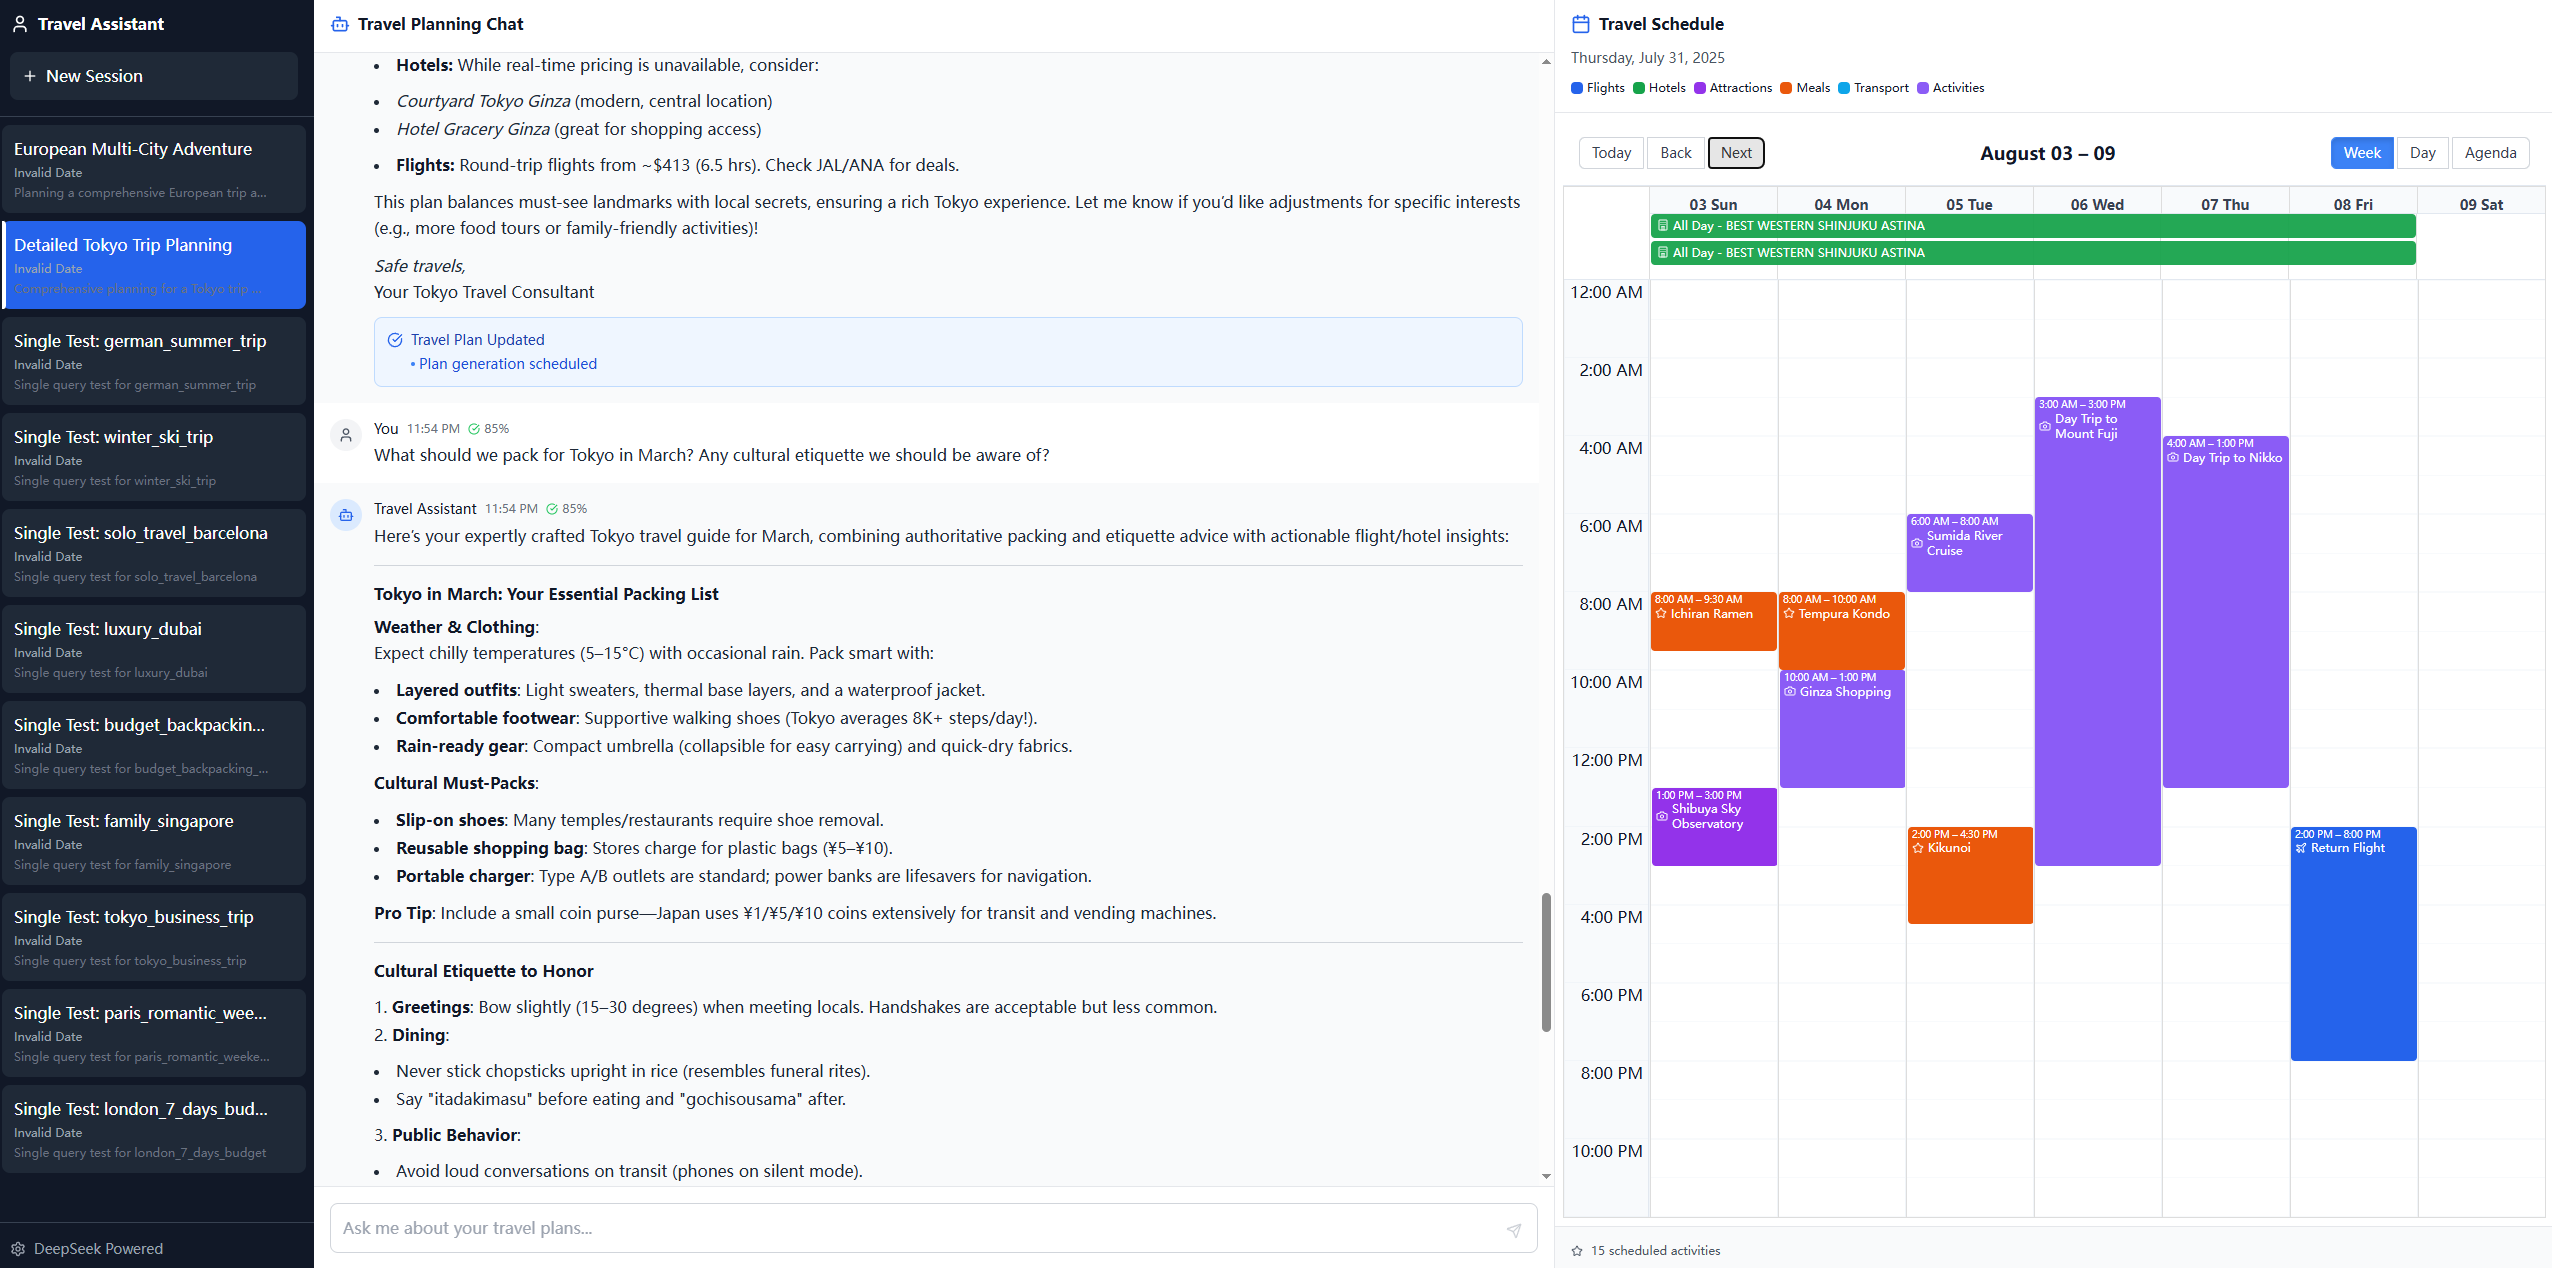 Travel Assistant
+ New Session
European Multi-City Adventure
Invalid Date
Planning a comprehensive European trip a...
Detailed Tokyo Trip Planning
Invalid Date
Comprehensive planning for a Tokyo trip ...
Single Test: german_summer_trip
Invalid Date
Single query test for german_summer_trip
Single Test: winter_ski_trip
Invalid Date
Single query test for winter_ski_trip
Single Test: solo_travel_barcelona
Invalid Date
Single query test for solo_travel_barcelona
Single Test: luxury_dubai
Invalid Date
Single query test for luxury_dubai
Single Test: budget_backpackin...
Invalid Date
Single query test for budget_backpacking_...
Single Test: family_singapore
Invalid Date
Single query test for family_singapore
Single Test: tokyo_business_trip
Invalid Date
Single query test for tokyo_business_trip
Single Test: paris_romantic_wee...
Invalid Date
Single query test for paris_romantic_weeke...
Single Test: london_7_days_bud...
Invalid Date
Single query test for london_7_days_budget
DeepSeek Powered
Travel Planning Chat
• Hotels: While real-time pricing is unavailable, consider:
• Courtyard Tokyo Ginza (modern, central location)
• Hotel Gracery Ginza (great for shopping access)
• Flights: Round-trip flights from ~$413 (6.5 hrs). Check JAL/ANA for deals.
This plan balances must-see landmarks with local secrets, ensuring a rich Tokyo experience. Let me know if you'd like adjustments for specific interests
(e.g., more food tours or family-friendly activities)!
Safe travels,
Your Tokyo Travel Consultant
Travel Plan Updated
• Plan generation scheduled
You 11:54 PM 85%
What should we pack for Tokyo in March? Any cultural etiquette we should be aware of?
Travel Assistant 11:54 PM 85%
Here's your expertly crafted Tokyo travel guide for March, combining authoritative packing and etiquette advice with actionable flight/hotel insights:
Tokyo in March: Your Essential Packing List
Weather & Clothing:
Expect chilly temperatures (5–15°C) with occasional rain. Pack smart with:
• Layered outfits: Light sweaters, thermal base layers, and a waterproof jacket.
• Comfortable footwear: Supportive walking shoes (Tokyo averages 8K+ steps/day!).
• Rain-ready gear: Compact umbrella (collapsible for easy carrying) and quick-dry fabrics.
Cultural Must-Packs:
• Slip-on shoes: Many temples/restaurants require shoe removal.
• Reusable shopping bag: Stores charge for plastic bags (¥5–¥10).
• Portable charger: Type A/B outlets are standard; power banks are lifesavers for navigation.
Pro Tip: Include a small coin purse—Japan uses ¥1/¥5/¥10 coins extensively for transit and vending machines.
Cultural Etiquette to Honor
1. Greetings: Bow slightly (15–30 degrees) when meeting locals. Handshakes are acceptable but less common.
2. Dining:
• Never stick chopsticks upright in rice (resembles funeral rites).
• Say "itadakimasu" before eating and "gochisousama" after.
3. Public Behavior:
• Avoid loud conversations on transit (phones on silent mode).
Ask me about your travel plans...
Travel Schedule
Thursday, July 31, 2025
Flights Hotels Attractions Meals Transport Activities
Today Back Next
August 03 – 09
Week Day Agenda
03 Sun 04 Mon 05 Tue 06 Wed 07 Thu 08 Fri 09 Sat
All Day - BEST WESTERN SHINJUKU ASTINA
All Day - BEST WESTERN SHINJUKU ASTINA
12:00 AM
2:00 AM
4:00 AM
6:00 AM
8:00 AM
10:00 AM
12:00 PM
2:00 PM
4:00 PM
6:00 PM
8:00 PM
10:00 PM
8:00 AM – 9:30 AM
Ichiran Ramen
1:00 PM – 3:00 PM
Shibuya Sky
Observatory
8:00 AM – 10:00 AM
Tempura Kondo
10:00 AM – 1:00 PM
Ginza Shopping
6:00 AM – 8:00 AM
Sumida River
Cruise
2:00 PM – 4:30 PM
Kikunoi
3:00 AM – 3:00 PM
Day Trip to
Mount Fuji
4:00 AM – 1:00 PM
Day Trip to Nikko
2:00 PM – 8:00 PM
Return Flight
15 scheduled activities